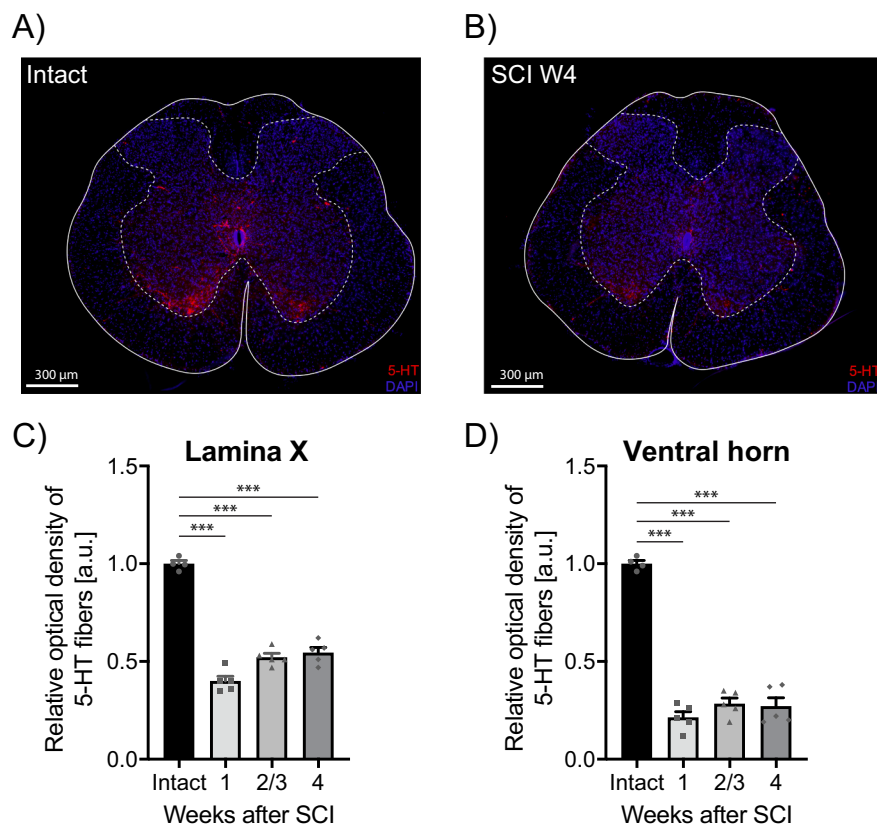 A)
Intact
300 µm
5-HT
DAPI
B)
SCI W4
300 µm
5-HT
DAPI
C)
Lamina X
Relative optical density of
5-HT fibers [a.u.]
1.5
1.0
0.5
0.0
***
***
***
Intact 1 2/3 4
Weeks after SCI
D)
Ventral horn
Relative optical density of
5-HT fibers [a.u.]
1.5
1.0
0.5
0.0
***
***
***
Intact 1 2/3 4
Weeks after SCI